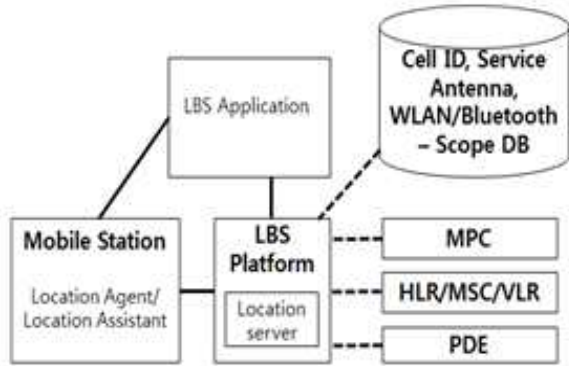 Cell ID, Service
Antenna,
WLAN/Bluetooth
– Scope DB
LBS Application
Mobile Station
Location Agent/
Location Assistant
LBS
Platform
Location
server
MPC
HLR/MSC/VLR
PDE